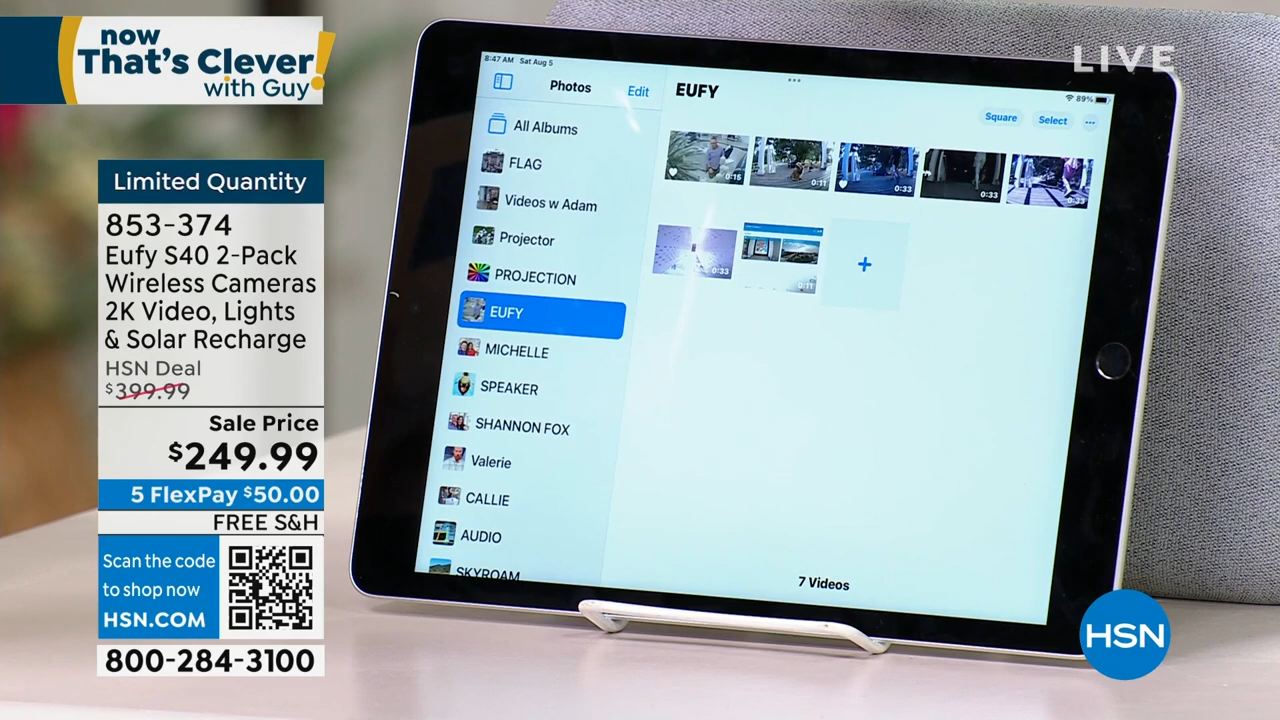 now
That's Clever!
with Guy
LIVE
Limited Quantity
853-374
Eufy S40 2-Pack
Wireless Cameras
2K Video, Lights
& Solar Recharge
HSN Deal
$399.99
Sale Price
$249.99
5 FlexPay $50.00
FREE S&H
Scan the code
to shop now
HSN.COM
800-284-3100
8:47 AM Sat Aug 5
89%
Photos
Edit
All Albums
FLAG
Videos w Adam
Projector
PROJECTION
EUFY
MICHELLE
SPEAKER
SHANNON FOX
Valerie
CALLIE
AUDIO
SKYROAM
EUFY
Square
Select
0:15
0:11
0:33
0:33
0:33
0:33
0:11
7 Videos
HSN